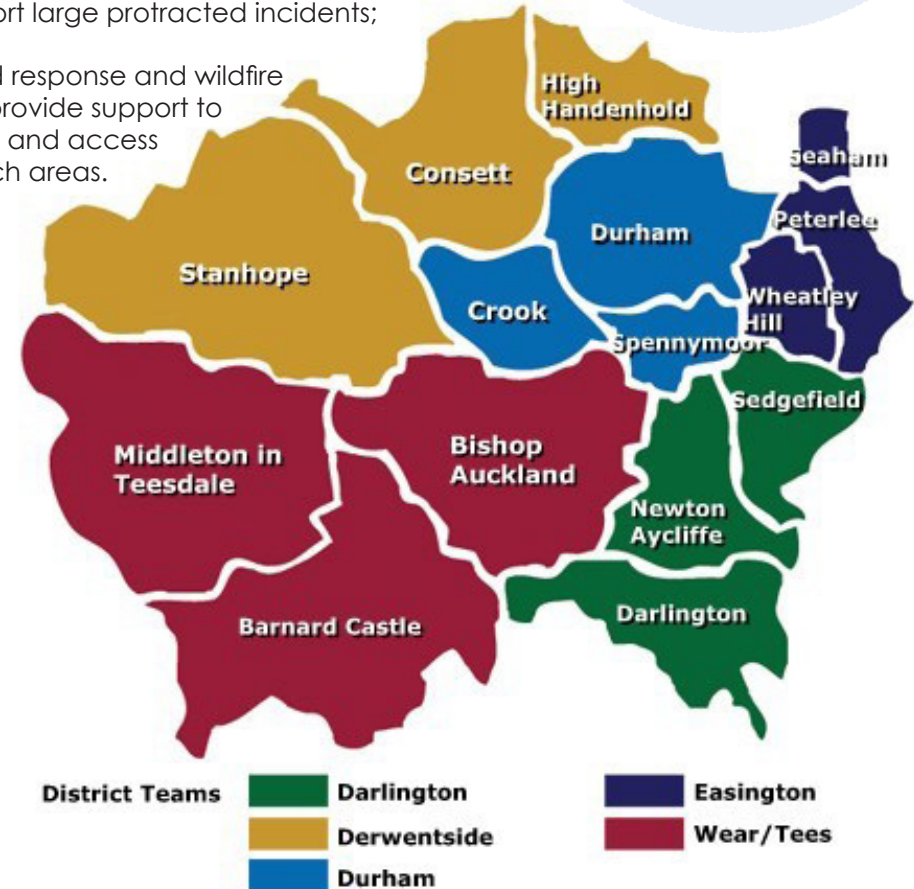 ort large protracted incidents;
response and wildfire
provide support to
and access
ch areas.
High
Handenhold
Seaham
Consett
Peterlee
Durham
Stanhope
Wheatley
Hill
Crook
Spennymoor
Sedgefield
Middleton in
Teesdale
Bishop
Auckland
Newton
Aycliffe
Darlington
Barnard Castle
District Teams
Darlington
Derwentside
Durham
Easington
Wear/Tees